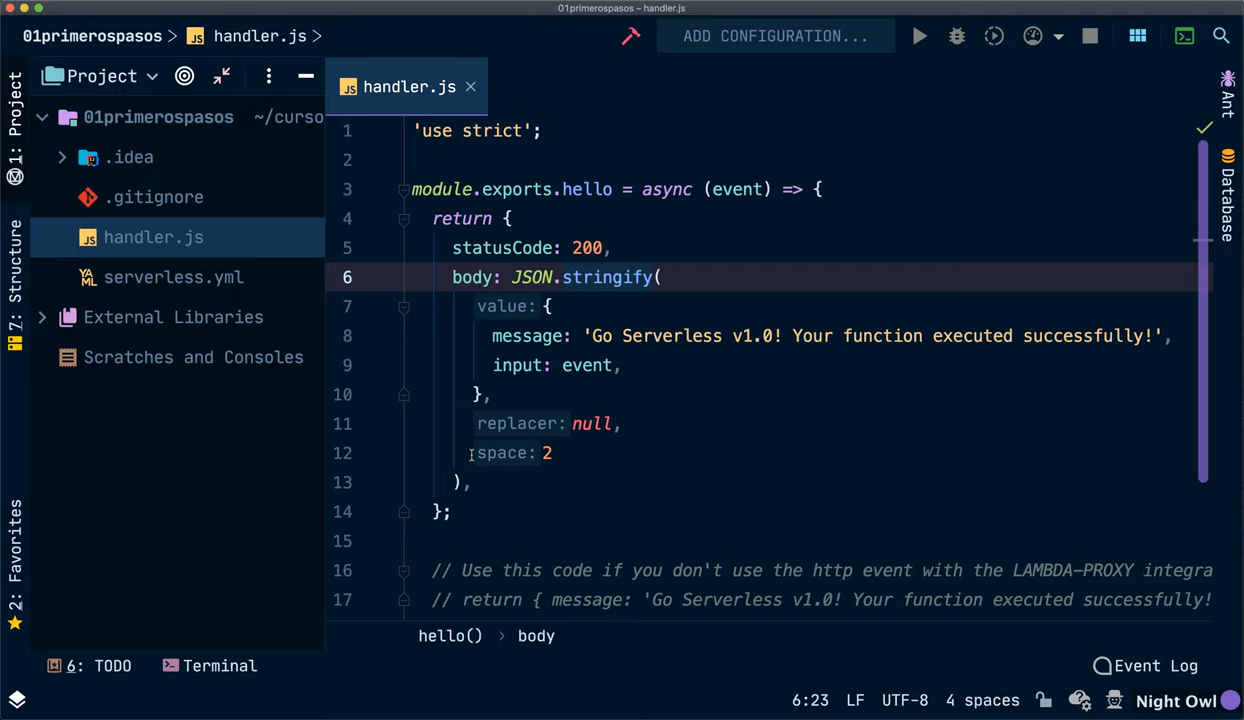 01primerospasos – handler.js
01primerospasos > handler.js >
ADD CONFIGURATION...
1: Project
7: Structure
2: Favorites
Project
01primerospasos ~/curso
.idea
.gitignore
handler.js
serverless.yml
External Libraries
Scratches and Consoles
handler.js
1 'use strict';
2
3 module.exports.hello = async (event) => {
4 return {
5 statusCode: 200,
6 body: JSON.stringify(
7 value: {
8 message: 'Go Serverless v1.0! Your function executed successfully!',
9 input: event,
10 },
11 replacer: null,
12 space: 2
13 ),
14 };
15
16 // Use this code if you don't use the http event with the LAMBDA-PROXY integra
17 // return { message: 'Go Serverless v1.0! Your function executed successfully!
hello() › body
Ant
Database
6: TODO
Terminal
Event Log
6:23 LF UTF-8 4 spaces Night Owl